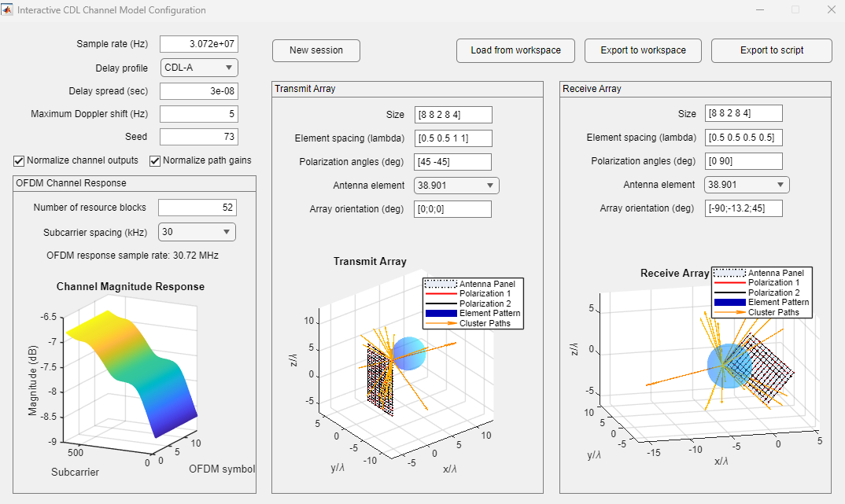 Interactive CDL Channel Model Configuration
Sample rate (Hz) 3.072e+07
Delay profile CDL-A
Delay spread (sec) 3e-08
Maximum Doppler shift (Hz) 5
Seed 73
Normalize channel outputs Normalize path gains
OFDM Channel Response
Number of resource blocks 52
Subcarrier spacing (kHz) 30
OFDM response sample rate: 30.72 MHz
Channel Magnitude Response
-6.5
-7
-7.5
-8
-8.5
-9
Magnitude (dB)
500
0
Subcarrier
0
5
10
OFDM symbol
New session Load from workspace Export to workspace Export to script
Transmit Array
Size [8 8 2 8 4]
Element spacing (lambda) [0.5 0.5 1 1]
Polarization angles (deg) [45 -45]
Antenna element 38.901
Array orientation (deg) [0;0;0]
Transmit Array
Antenna Panel
Polarization 1
Polarization 2
Element Pattern
Cluster Paths
10
5
0
-5
z/λ
5
0
-5
-10
y/λ
-5
0
5
10
x/λ
Receive Array
Size [8 8 2 8 4]
Element spacing (lambda) [0.5 0.5 0.5 0.5]
Polarization angles (deg) [0 90]
Antenna element 38.901
Array orientation (deg) [-90;-13.2;45]
Receive Array
Antenna Panel
Polarization 1
Polarization 2
Element Pattern
Cluster Paths
5
0
-5
z/λ
10
5
0
-5
y/λ
-15
-10
-5
0
5
x/λ